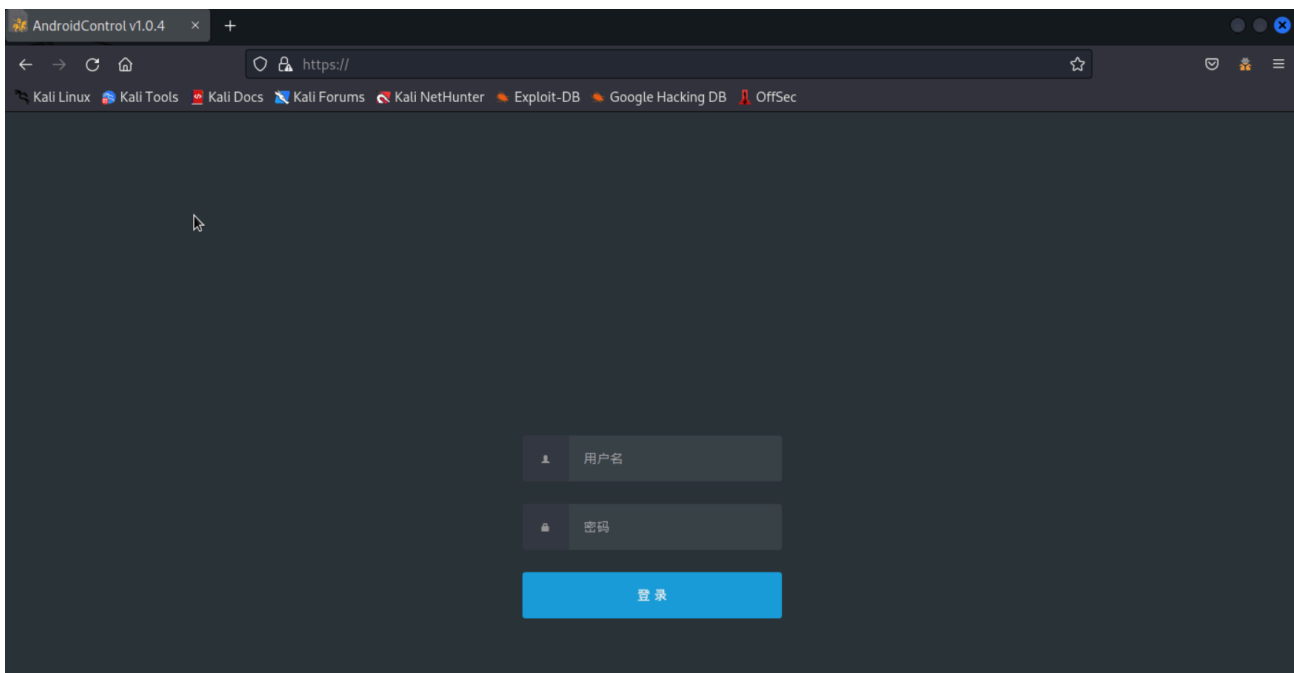 AndroidControl v1.0.4
https://
Kali Linux Kali Tools Kali Docs Kali Forums Kali NetHunter Exploit-DB Google Hacking DB OffSec
用户名
密码
登 录